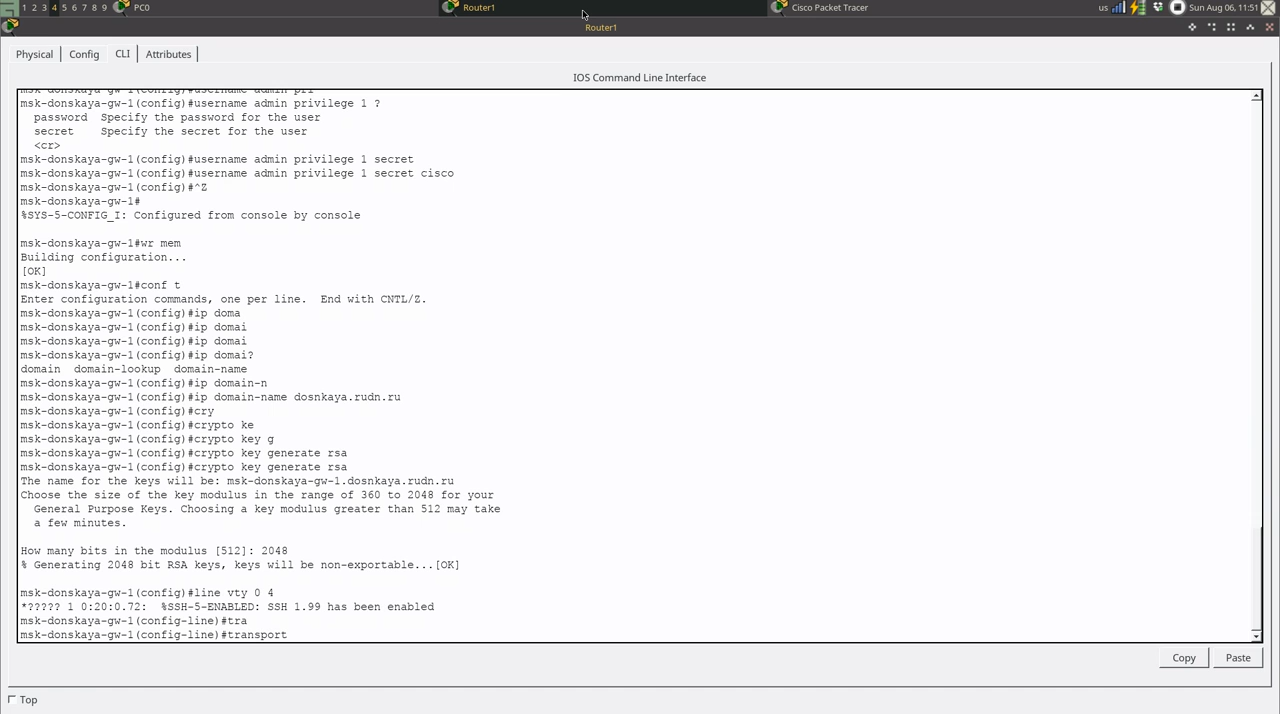 1 2 3 4 5 6 7 8 9 PC0 Router1 Cisco Packet Tracer us Sun Aug 06, 11:51
Router1
Physical Config CLI Attributes
IOS Command Line Interface
msk-donskaya-gw-1(config)#username admin pri
msk-donskaya-gw-1(config)#username admin privilege 1 ?
password Specify the password for the user
secret Specify the secret for the user
<cr>
msk-donskaya-gw-1(config)#username admin privilege 1 secret
msk-donskaya-gw-1(config)#username admin privilege 1 secret cisco
msk-donskaya-gw-1(config)#^Z
msk-donskaya-gw-1#
%SYS-5-CONFIG_I: Configured from console by console
msk-donskaya-gw-1#wr mem
Building configuration...
[OK]
msk-donskaya-gw-1#conf t
Enter configuration commands, one per line. End with CNTL/Z.
msk-donskaya-gw-1(config)#ip doma
msk-donskaya-gw-1(config)#ip domai
msk-donskaya-gw-1(config)#ip domai
msk-donskaya-gw-1(config)#ip domai?
domain domain-lookup domain-name
msk-donskaya-gw-1(config)#ip domain-n
msk-donskaya-gw-1(config)#ip domain-name dosnkaya.rudn.ru
msk-donskaya-gw-1(config)#cry
msk-donskaya-gw-1(config)#crypto ke
msk-donskaya-gw-1(config)#crypto key g
msk-donskaya-gw-1(config)#crypto key generate rsa
msk-donskaya-gw-1(config)#crypto key generate rsa
The name for the keys will be: msk-donskaya-gw-1.dosnkaya.rudn.ru
Choose the size of the key modulus in the range of 360 to 2048 for your
General Purpose Keys. Choosing a key modulus greater than 512 may take
a few minutes.
How many bits in the modulus [512]: 2048
% Generating 2048 bit RSA keys, keys will be non-exportable...[OK]
msk-donskaya-gw-1(config)#line vty 0 4
*????? 1 0:20:0.72: %SSH-5-ENABLED: SSH 1.99 has been enabled
msk-donskaya-gw-1(config-line)#tra
msk-donskaya-gw-1(config-line)#transport
Copy Paste
Top